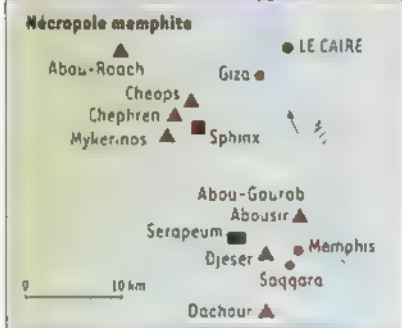 Nécropole memphite
LE CAIRE
Abou-Roach
Giza
Cheops
Chephren
Mykerinos
Sphinx
Abou-Gourob
Abousir
Serapeum
Djeser
Memphis
Saqqara
Dachour
0
10 km